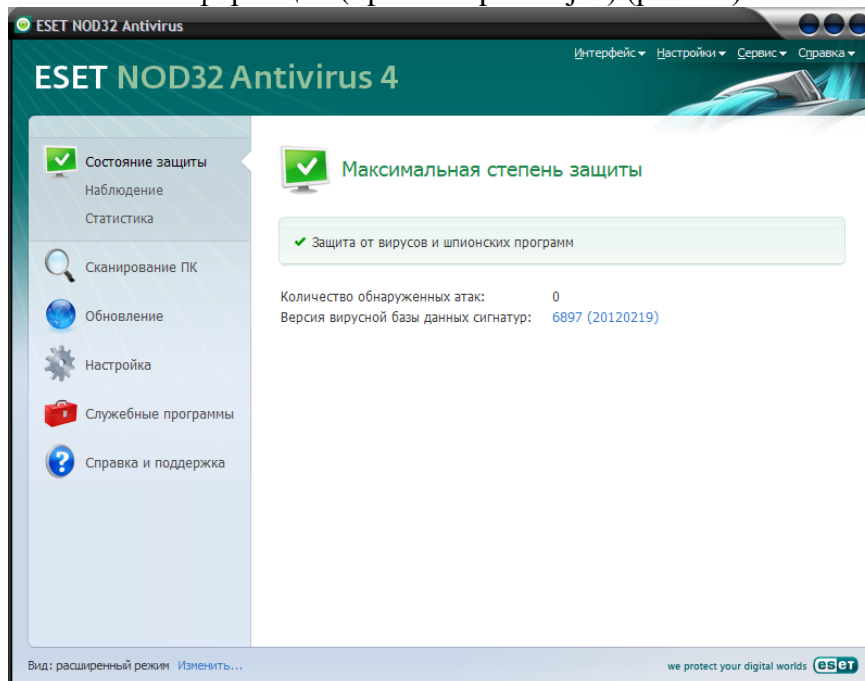 ESET NOD32 Antivirus
Интерфейс Настройки Сервис Справка
ESET NOD32 Antivirus 4
Состояние защиты
Наблюдение
Статистика
Сканирование ПК
Обновление
Настройка
Служебные программы
Справка и поддержка
Максимальная степень защиты
Защита от вирусов и шпионских программ
Количество обнаруженных атак: 0
Версия вирусной базы данных сигнатур: 6897 (20120219)
Вид: расширенный режим Изменить...
we protect your digital worlds eset